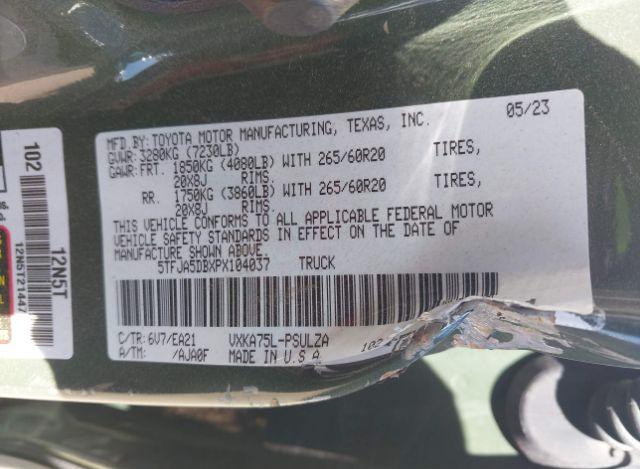 05/23
MFD.BY:TOYOTA MOTOR MANUFACTURING, TEXAS, INC.
GVWR:3280KG (7230LB)
GAWR:FRT. 1850KG (4080LB) WITH 265/60R20 TIRES,
20X8J RIMS.
RR. 1750KG (3860LB) WITH 265/60R20 TIRES,
20X8J RIMS.
THIS VEHICLE CONFORMS TO ALL APPLICABLE FEDERAL MOTOR
VEHICLE SAFETY STANDARDS IN EFFECT ON THE DATE OF
MANUFACTURE SHOWN ABOVE.
5TFJA5DBXPX104037 TRUCK
C/TR: 6V7/EA21 VXKA75L-PSULZA
A/TM: /AJA0F MADE IN U.S.A.
102
12N5T
12N5T21447